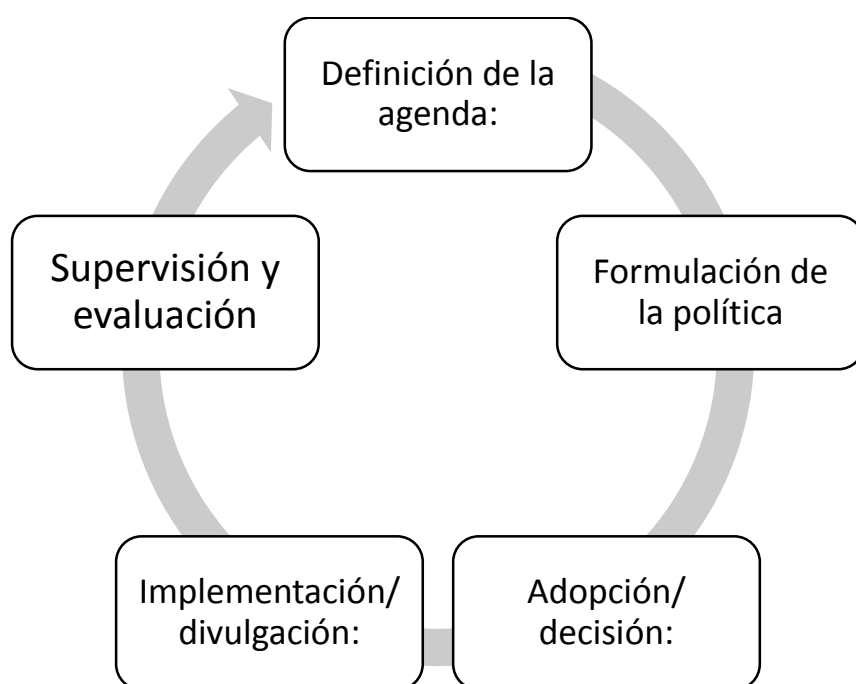 Definición de la
agenda:
Formulación de
la política
Adopción/
decisión:
Implementación/
divulgación:
Supervisión y
evaluación